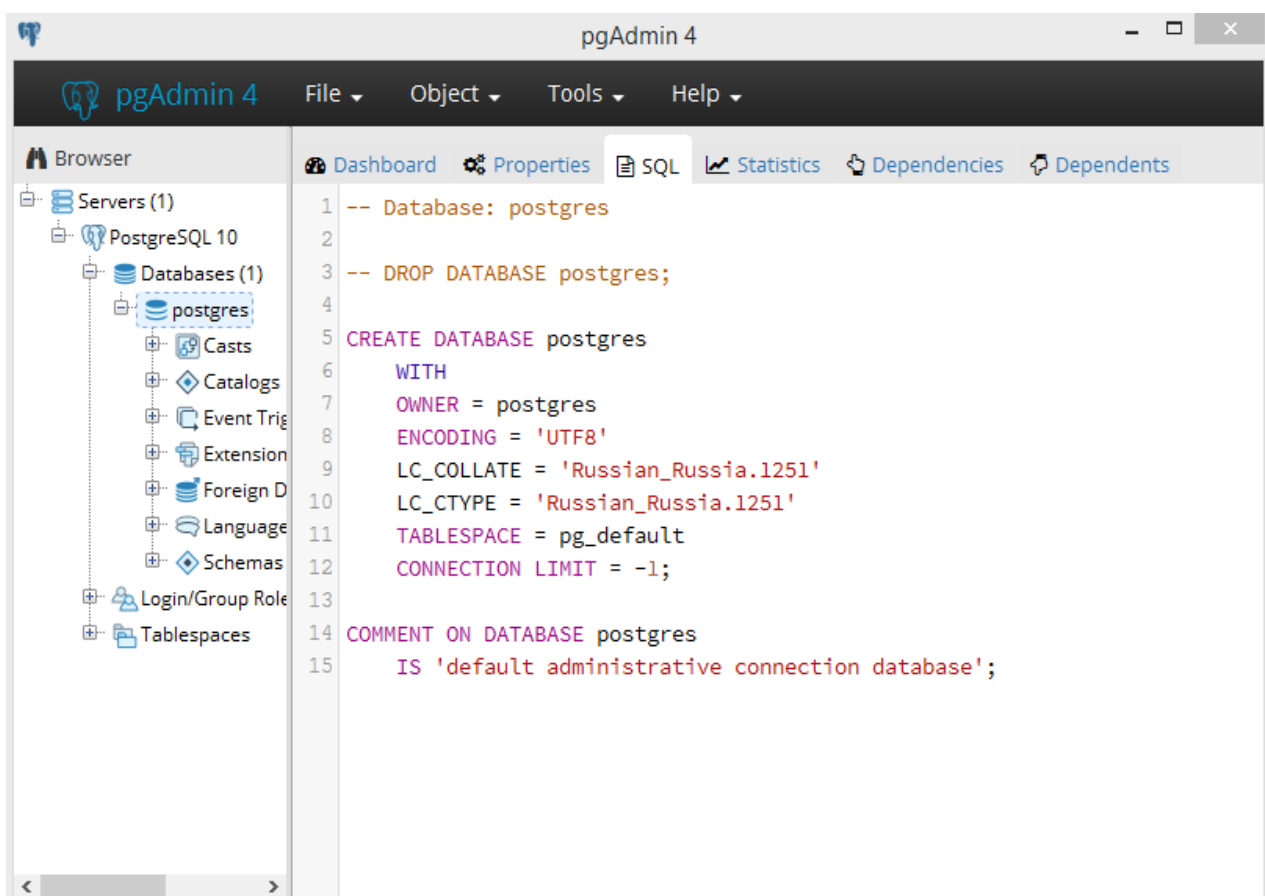 pgAdmin 4
pgAdmin 4 File Object Tools Help
Browser
Dashboard Properties SQL Statistics Dependencies Dependents
Servers (1)
PostgreSQL 10
Databases (1)
postgres
Casts
Catalogs
Event Trig
Extension
Foreign D
Language
Schemas
Login/Group Role
Tablespaces
1 -- Database: postgres
2
3 -- DROP DATABASE postgres;
4
5 CREATE DATABASE postgres
6 WITH
7 OWNER = postgres
8 ENCODING = 'UTF8'
9 LC_COLLATE = 'Russian_Russia.1251'
10 LC_CTYPE = 'Russian_Russia.1251'
11 TABLESPACE = pg_default
12 CONNECTION LIMIT = -1;
13
14 COMMENT ON DATABASE postgres
15 IS 'default administrative connection database';